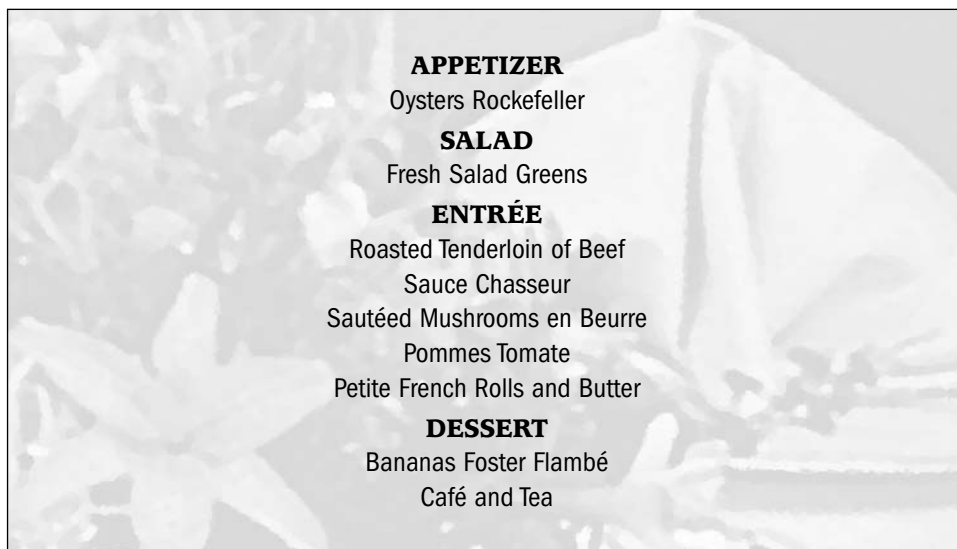 APPETIZER
Oysters Rockefeller
SALAD
Fresh Salad Greens
ENTRÉE
Roasted Tenderloin of Beef
Sauce Chasseur
Sautéed Mushrooms en Beurre
Pommes Tomate
Petite French Rolls and Butter
DESSERT
Bananas Foster Flambé
Café and Tea